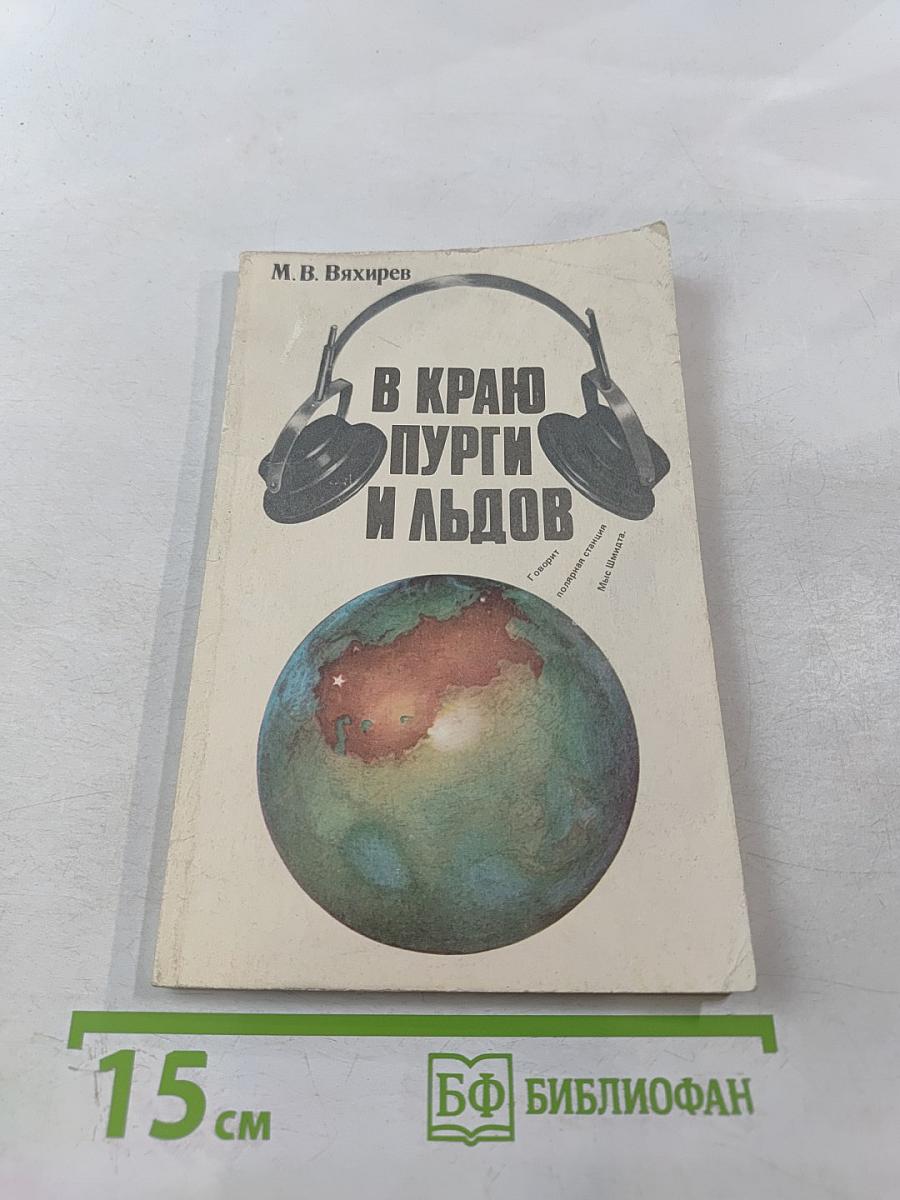 М. В. Вяхирев
В КРАЮ
ПУРГИ
И ЛЬДОВ
Говорит
полярная станция
Мыс Шмидта.
15 см
БФ БИБЛИОФАН